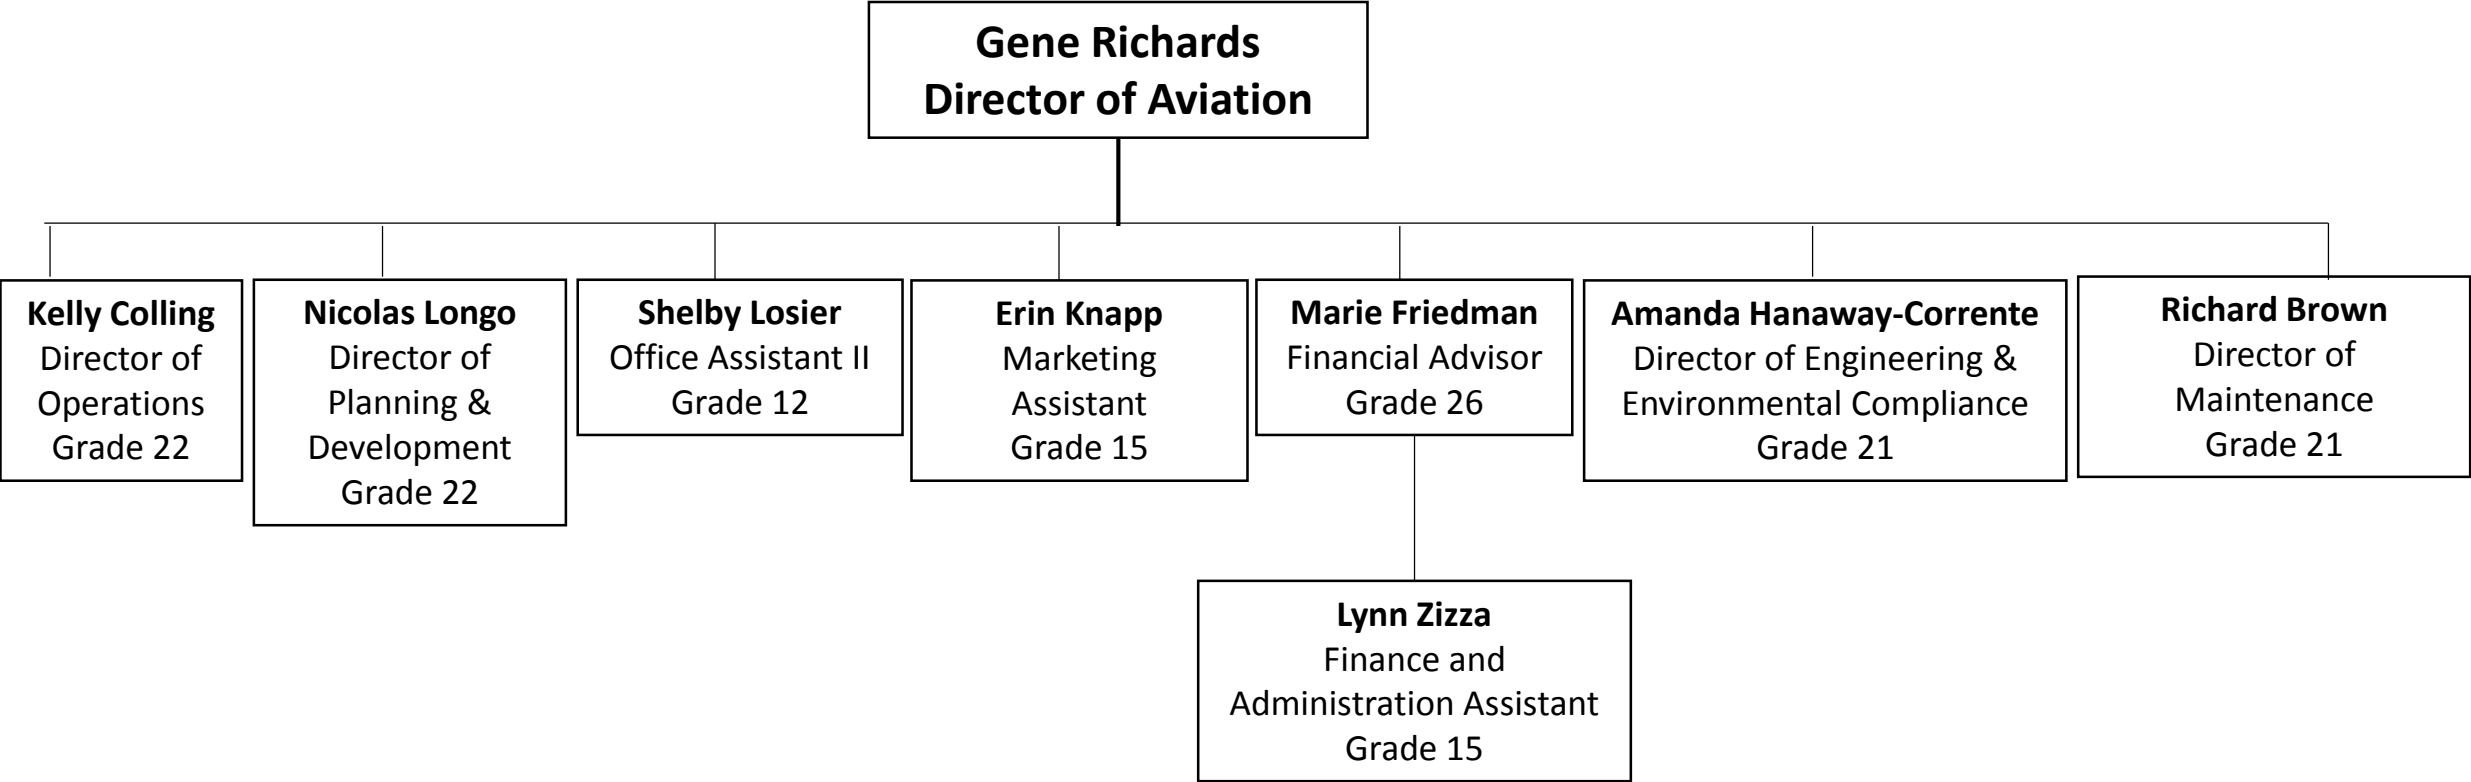 Gene Richards
Director of Aviation
Kelly Colling
Director of
Operations
Grade 22
Nicolas Longo
Director of
Planning &
Development
Grade 22
Shelby Losier
Office Assistant II
Grade 12
Erin Knapp
Marketing
Assistant
Grade 15
Marie Friedman
Financial Advisor
Grade 26
Amanda Hanaway-Corrente
Director of Engineering &
Environmental Compliance
Grade 21
Richard Brown
Director of
Maintenance
Grade 21
Lynn Zizza
Finance and
Administration Assistant
Grade 15